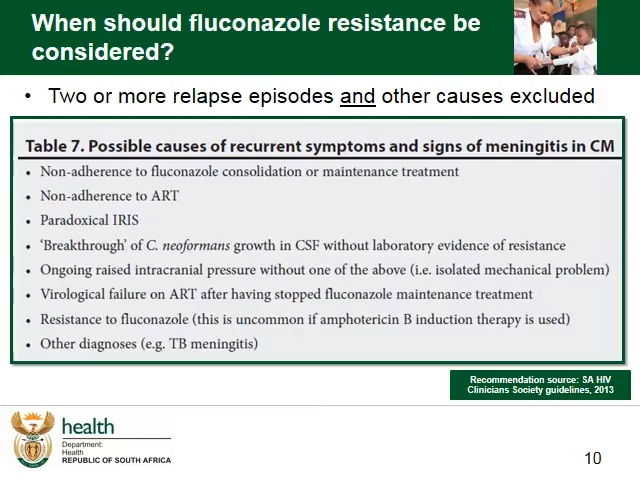 When should fluconazole resistance be
considered?
• Two or more relapse episodes and other causes excluded
Table 7. Possible causes of recurrent symptoms and signs of meningitis in CM
• Non-adherence to fluconazole consolidation or maintenance treatment
• Non-adherence to ART
• Paradoxical IRIS
• ‘Breakthrough’ of C. neoformans growth in CSF without laboratory evidence of resistance
• Ongoing raised intracranial pressure without one of the above (i.e. isolated mechanical problem)
• Virological failure on ART after having stopped fluconazole maintenance treatment
• Resistance to fluconazole (this is uncommon if amphotericin B induction therapy is used)
• Other diagnoses (e.g. TB meningitis)
Recommendation source: SA HIV
Clinicians Society guidelines, 2013
health
Department:
Health
REPUBLIC OF SOUTH AFRICA
10